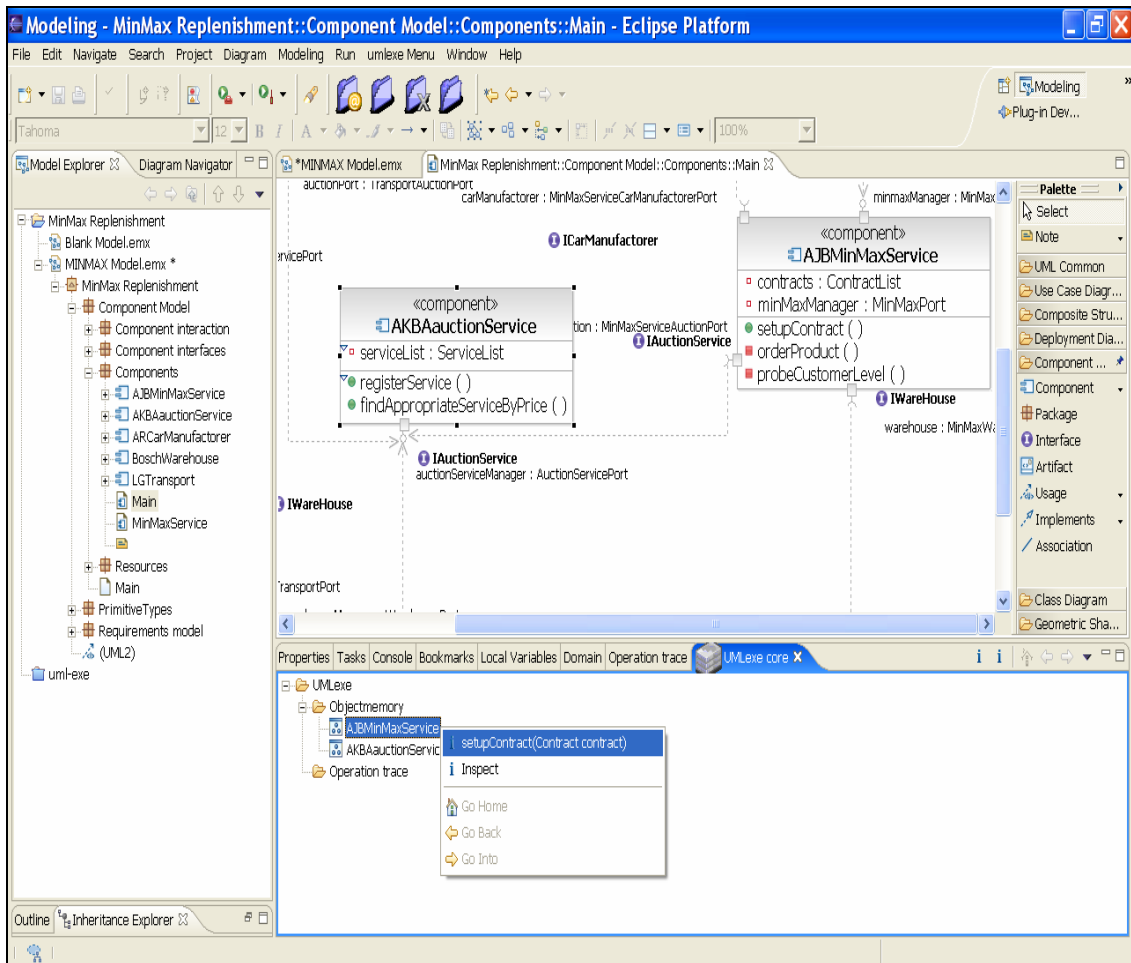 Modeling - MinMax Replenishment::Component Model::Components::Main - Eclipse Platform
File Edit Navigate Search Project Diagram Modeling Run umlexe Menu Window Help
Modeling
»
Plug-in Dev...
Tahoma 12 B I A 100%
Model Explorer Diagram Navigator
*MINMAX Model.emx MinMax Replenishment::Component Model::Components::Main
MinMax Replenishment
Blank Model.emx
MINMAX Model.emx *
MinMax Replenishment
Component Model
Component interaction
Component interfaces
Components
AJBMinMaxService
AKBAauctionService
ARCarManufactorer
BoschWarehouse
LGTransport
Main
MinMaxService
Resources
Main
PrimitiveTypes
Requirements model
(UML2)
uml-exe
Outline Inheritance Explorer
auctionPort : TransportAuctionPort
carManufactorer : MinMaxServiceCarManufactorerPort
minmaxManager : MinMax
ICarManufactorer
ervicePort
«component»
AJBMinMaxService
contracts : ContractList
minMaxManager : MinMaxPort
setupContract ( )
orderProduct ( )
probeCustomerLevel ( )
«component»
AKBAauctionService
serviceList : ServiceList
registerService ( )
findAppropriateServiceByPrice ( )
tion : MinMaxServiceAuctionPort
IAuctionService
IWareHouse
warehouse : MinMaxWa
IAuctionService
auctionServiceManager : AuctionServicePort
IWareHouse
TransportPort
Palette
Select
Note
UML Common
Use Case Diagr...
Composite Stru...
Deployment Dia...
Component ...
Component
Package
Interface
Artifact
Usage
Implements
Association
Class Diagram
Geometric Sha...
Properties Tasks Console Bookmarks Local Variables Domain Operation trace UMLexe core X
UMLexe
Objectmemory
AJBMinMaxService
AKBAauctionServic
Operation trace
setupContract(Contract contract)
Inspect
Go Home
Go Back
Go Into